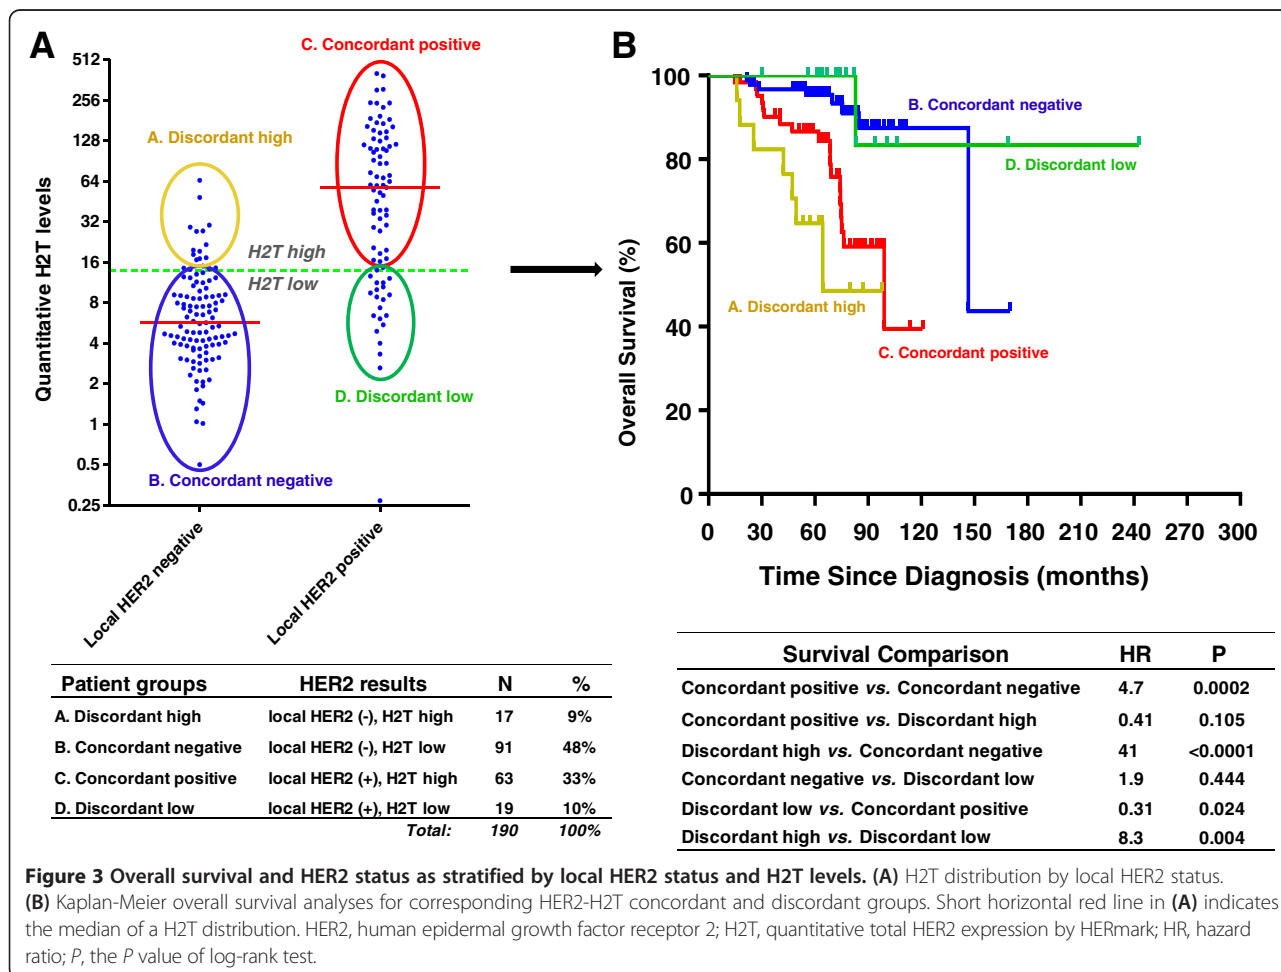 A
C. Concordant positive
512
256
128
64
32
16
8
4
2
1
0.5
0.25
Quantitative H2T levels
A. Discordant high
H2T high
H2T low
D. Discordant low
B. Concordant negative
Local HER2 negative
Local HER2 positive
B
100
80
60
40
20
0
Overall Survival (%)
B. Concordant negative
D. Discordant low
A. Discordant high
C. Concordant positive
0 30 60 90 120 150 180 210 240 270 300
Time Since Diagnosis (months)
Patient groups HER2 results N %
A. Discordant high local HER2 (-), H2T high 17 9%
B. Concordant negative local HER2 (-), H2T low 91 48%
C. Concordant positive local HER2 (+), H2T high 63 33%
D. Discordant low local HER2 (+), H2T low 19 10%
Total: 190 100%
Survival Comparison HR P
Concordant positive vs. Concordant negative 4.7 0.0002
Concordant positive vs. Discordant high 0.41 0.105
Discordant high vs. Concordant negative 41 <0.0001
Concordant negative vs. Discordant low 1.9 0.444
Discordant low vs. Concordant positive 0.31 0.024
Discordant high vs. Discordant low 8.3 0.004
Figure 3 Overall survival and HER2 status as stratified by local HER2 status and H2T levels. (A) H2T distribution by local HER2 status.
(B) Kaplan-Meier overall survival analyses for corresponding HER2-H2T concordant and discordant groups. Short horizontal red line in (A) indicates
the median of a H2T distribution. HER2, human epidermal growth factor receptor 2; H2T, quantitative total HER2 expression by HERmark; HR, hazard
ratio; P, the P value of log-rank test.